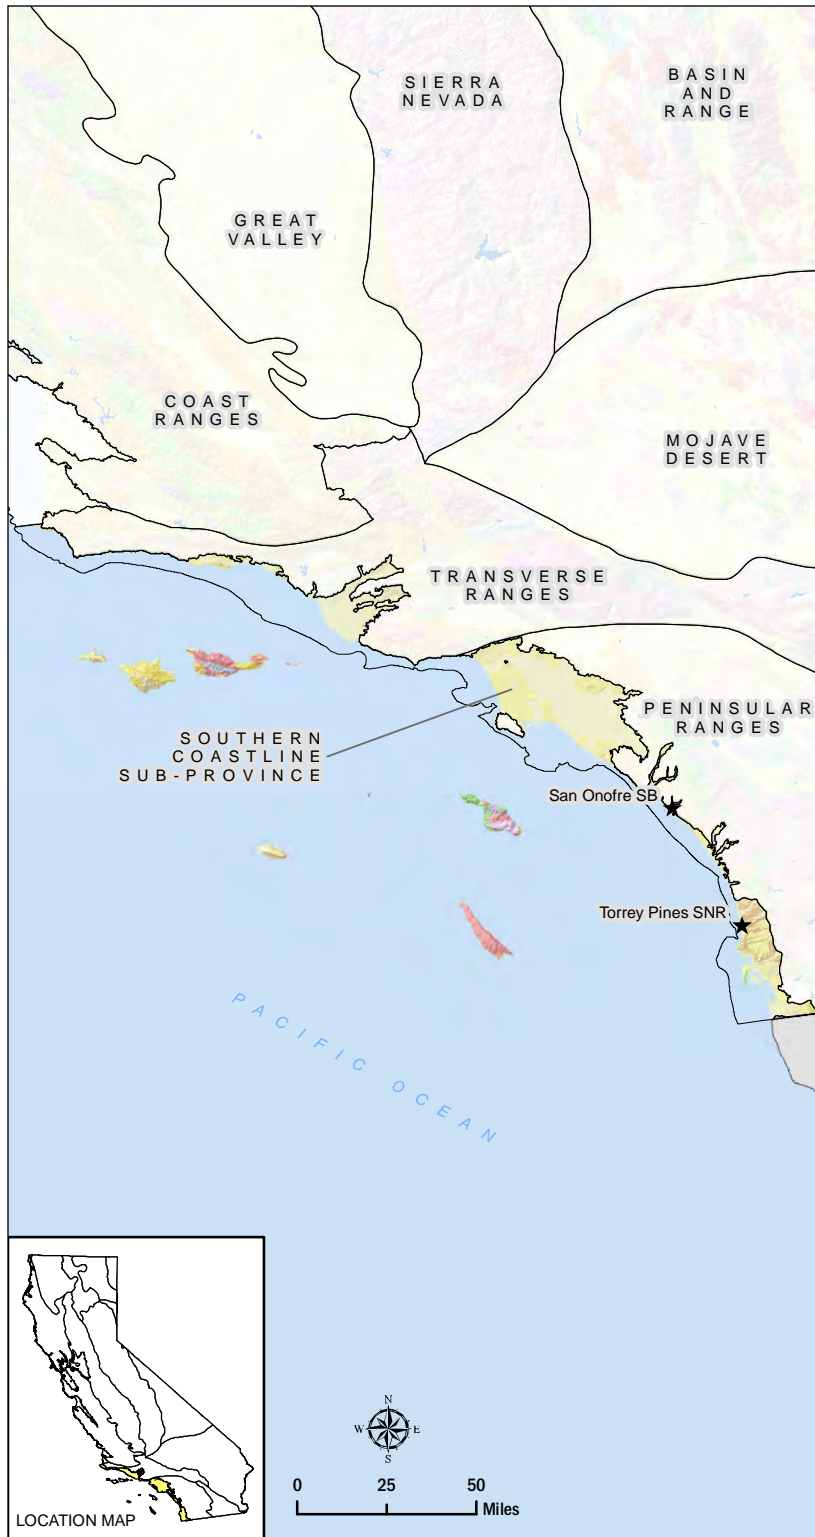 SIERRA
NEVADA
BASIN
AND
RANGE
GREAT
VALLEY
COAST
RANGES
MOJAVE
DESERT
TRANSVERSE
RANGES
PENINSULAR
RANGES
SOUTHERN
COASTLINE
SUB-PROVINCE
San Onofre SB
Torrey Pines SNR
PACIFIC OCEAN
LOCATION MAP
N
W E
S
0 25 50
Miles